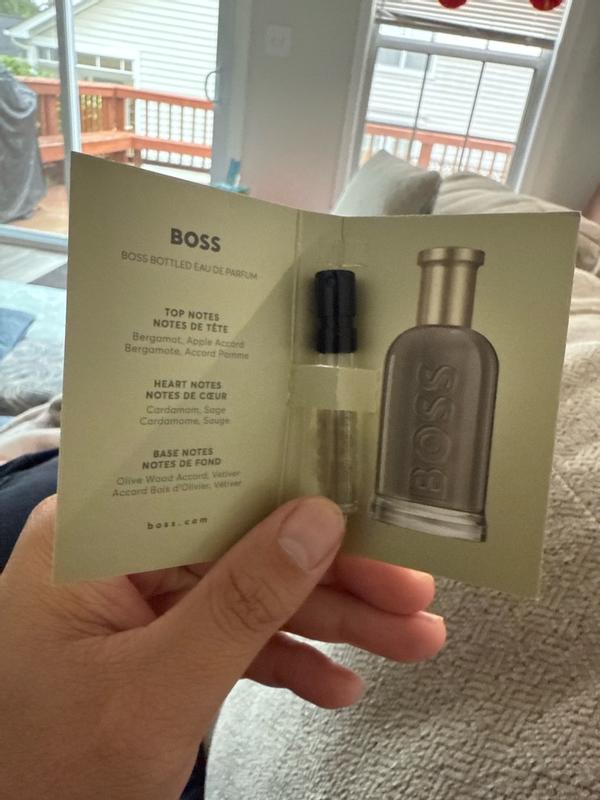 BOSS
BOSS BOTTLED EAU DE PARFUM
TOP NOTES
NOTES DE TÊTE
Bergamot, Apple Accord
Bergamote, Accord Pomme
HEART NOTES
NOTES DE CŒUR
Cardamom, Sage
Cardamome, Sauge
BASE NOTES
NOTES DE FOND
Olive Wood Accord, Vetiver
Accord Bois d'Olivier, Vétiver
boss.com
BOSS